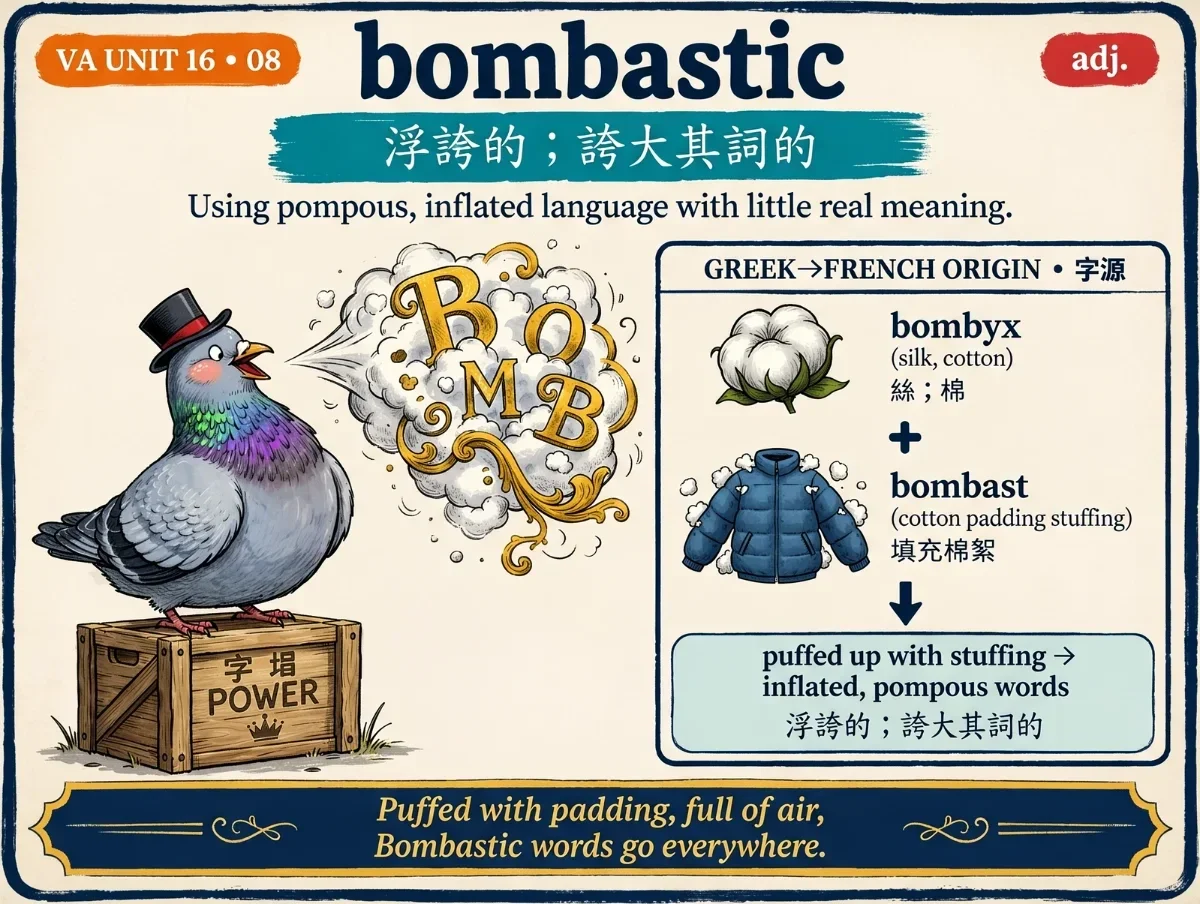 VA UNIT 16 • 08
bombastic
adj.
浮誇的；誇大其詞的
Using pompous, inflated language with little real meaning.
BOMB
字 埍
POWER
GREEK→FRENCH ORIGIN • 字源
bombyx
(silk, cotton)
絲；棉
+
bombast
(cotton padding stuffing)
填充棉絮
puffed up with stuffing →
inflated, pompous words
浮誇的；誇大其詞的
Puffed with padding, full of air,
Bombastic words go everywhere.